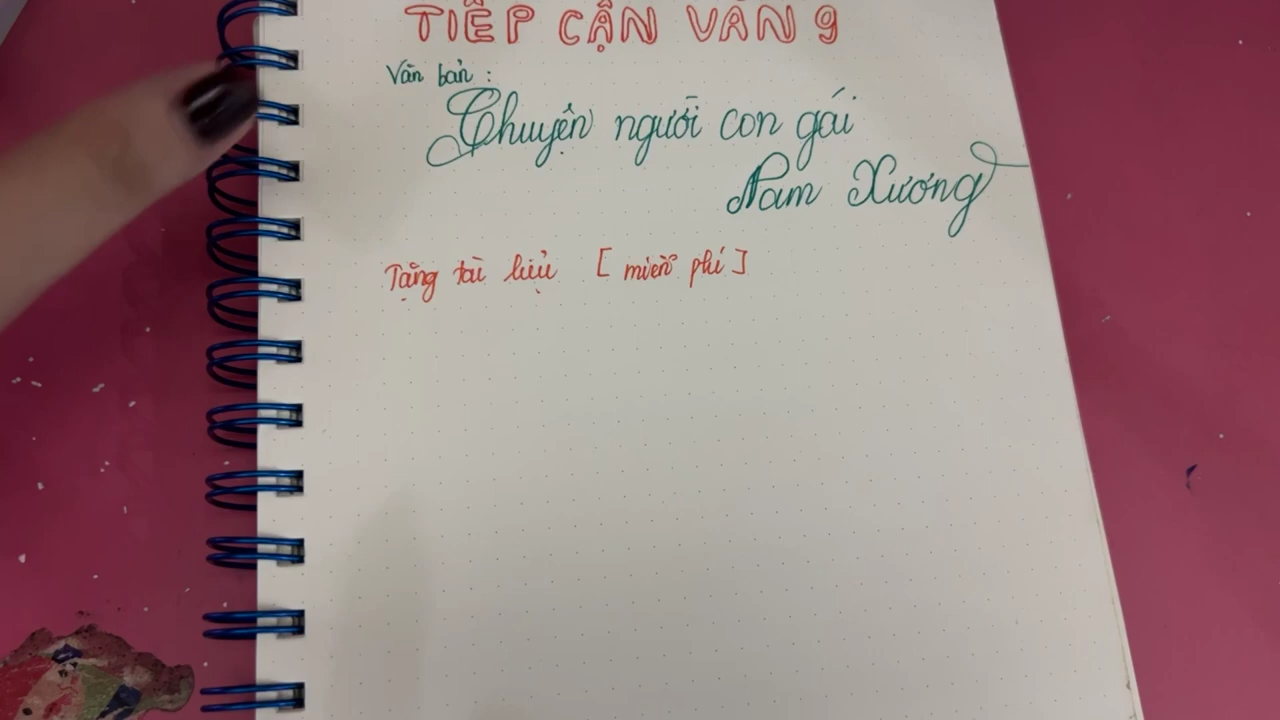 TIẾP CẬN VĂN 9
Văn bản :
Chuyện người con gái
Nam Xương
Tặng tài liệu [ miễn phí ]